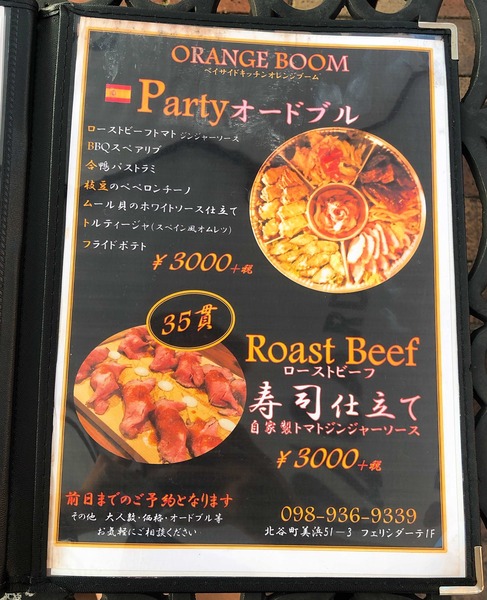 ORANGE BOOM
ベイサイドキッチンオレンジブーム
Partyオードブル
ローストビーフトマトジンジャーソース
BBQスペアリブ
合鴨パストラミ
枝豆のペペロンチーノ
ムール貝のホワイトソース仕立て
トルティージャ(スペイン風オムレツ)
フライドポテト
¥3000+税
35貫
Roast Beef
ローストビーフ
寿司仕立て
自家製トマトジンジャーソース
¥3000+税
前日までのご予約となります
その他 大人数・価格・オードブル等
お気軽にご相談ください
098-936-9339
北谷町美浜51-3 フェリシダーテ1F